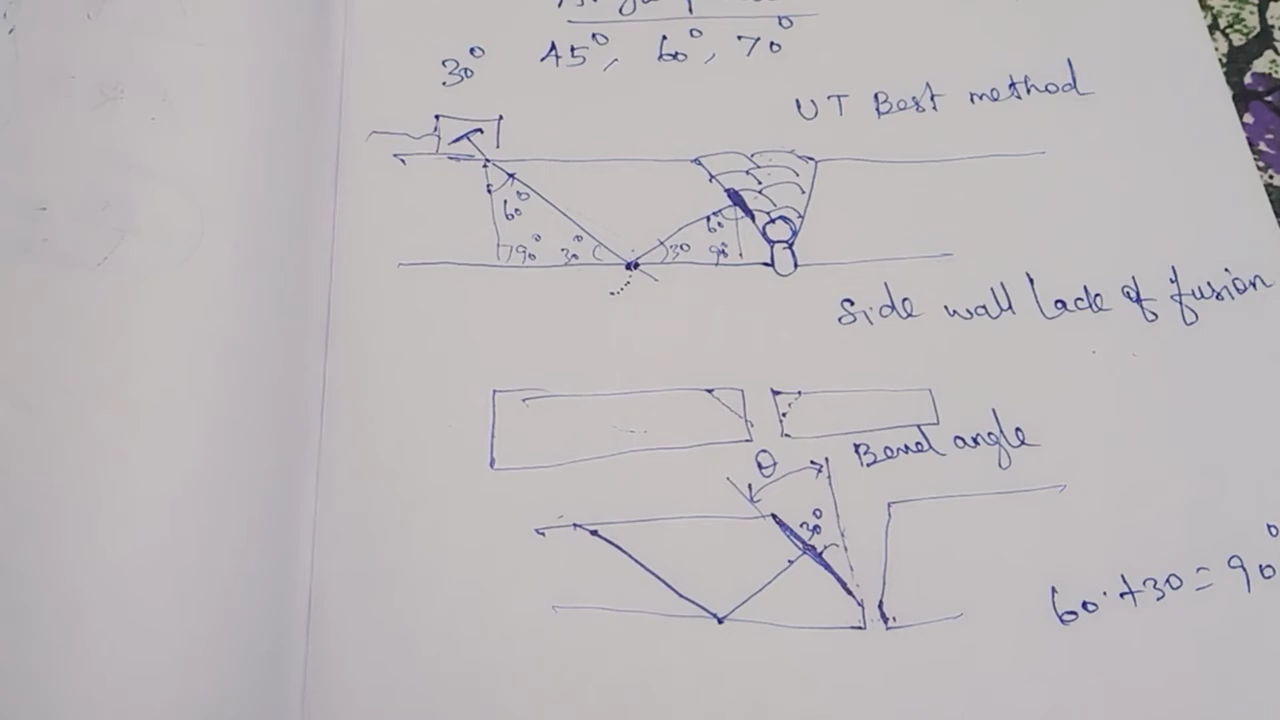 45°, 60°, 70°
30°
UT Best method
60°
90° 30°
30 60 90°
Side wall lack of fusion
Bevel angle
θ
30°
60°+30=90°